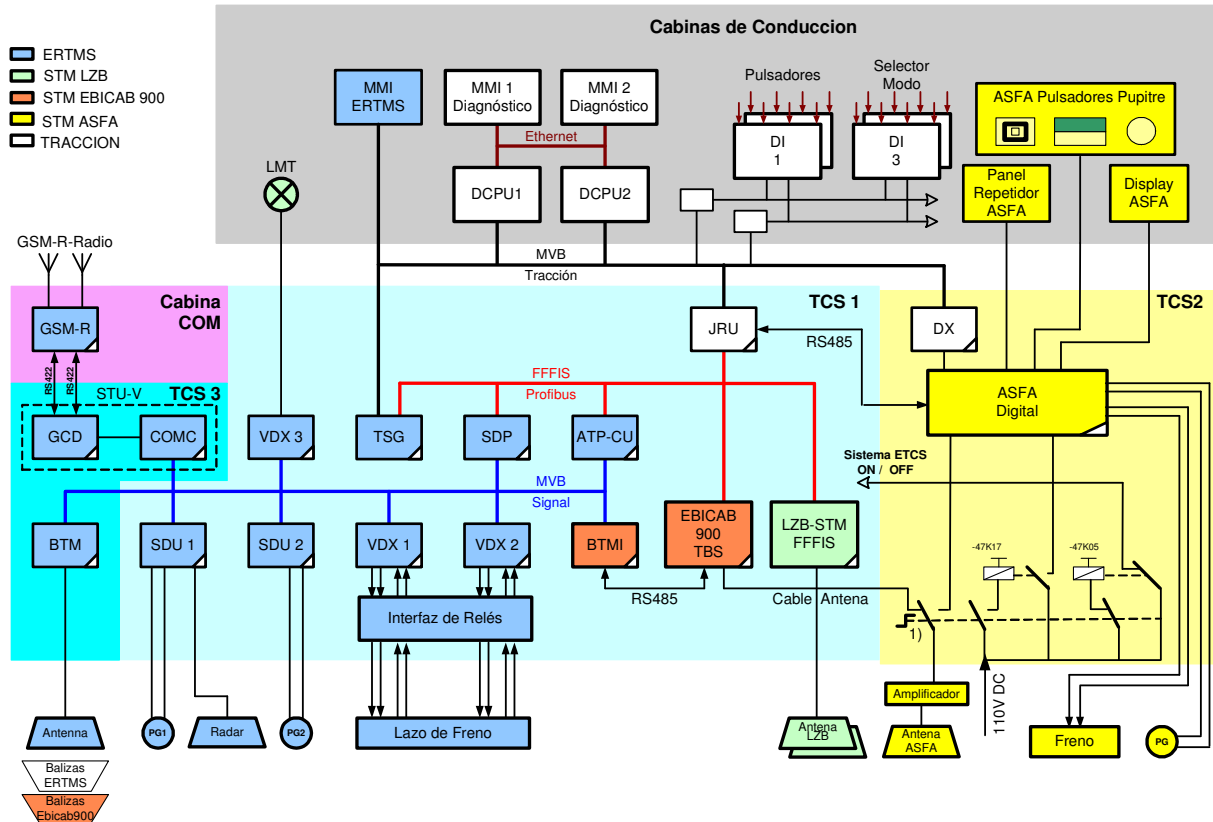 Cabinas de Conduccion
ERTMS
STM LZB
STM EBICAB 900
STM ASFA
TRACCION
MMI
ERTMS
MMI 1
Diagnóstico
MMI 2
Diagnóstico
Ethernet
DCPU1
DCPU2
Pulsadores
DI
1
Selector
Modo
DI
3
ASFA Pulsadores Pupitre
Panel
Repetidor
ASFA
Display
ASFA
LMT
GSM-R-Radio
MVB
Tracción
Cabina
COM
GSM-R
RS422
RS422
STU-V
TCS 3
GCD
COMC
TCS 1
JRU
RS485
FFFIS
Profibus
VDX 3
TSG
SDP
ATP-CU
TCS2
DX
ASFA
Digital
Sistema ETCS
ON / OFF
MVB
Signal
BTM
SDU 1
SDU 2
VDX 1
VDX 2
BTMI
EBICAB
900
TBS
LZB-STM
FFFIS
RS485
Cable Antena
-47K17
-47K05
1)
Interfaz de Relés
Lazo de Freno
Antenna
PG1
Radar
PG2
Antena
LZB
Amplificador
Antena
ASFA
110V DC
Freno
PG
Balizas
ERTMS
Balizas
Ebicab900